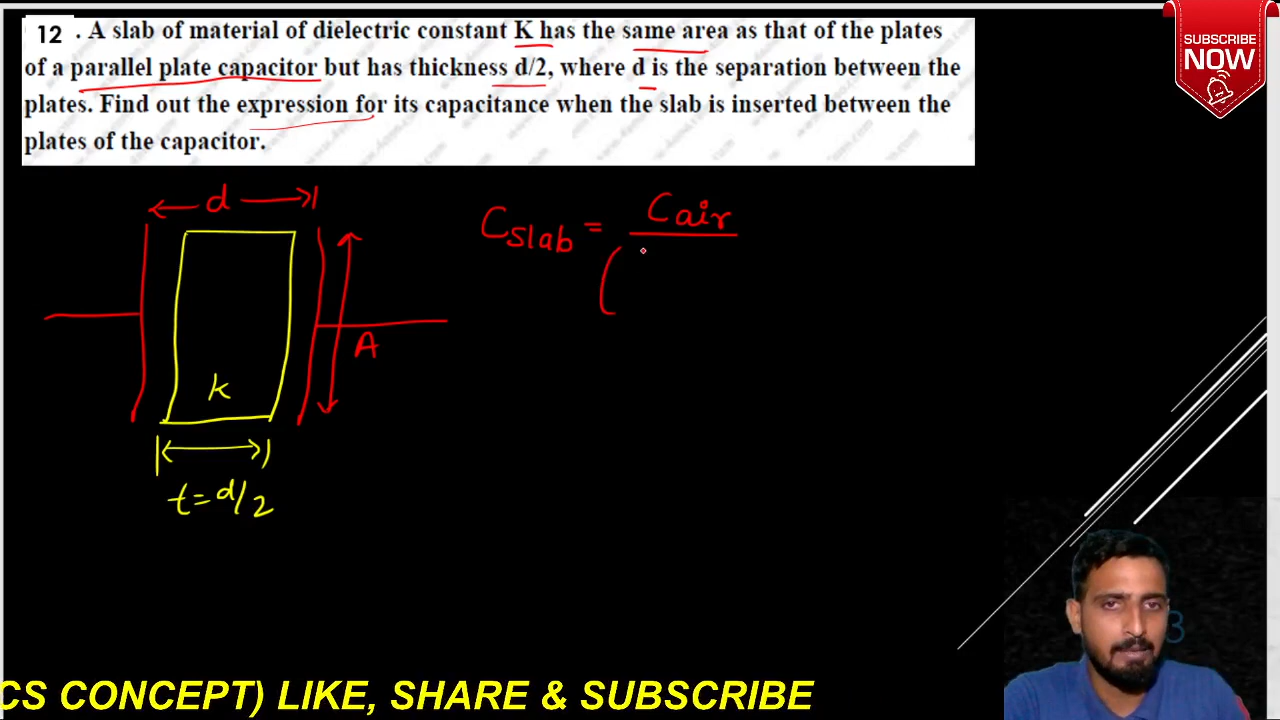 SUBSCRIBE
NOW
12 . A slab of material of dielectric constant K has the same area as that of the plates
of a parallel plate capacitor but has thickness d/2, where d is the separation between the
plates. Find out the expression for its capacitance when the slab is inserted between the
plates of the capacitor.
d
C slab = C air
(
A
K
t = d/2
3
CS CONCEPT) LIKE, SHARE & SUBSCRIBE